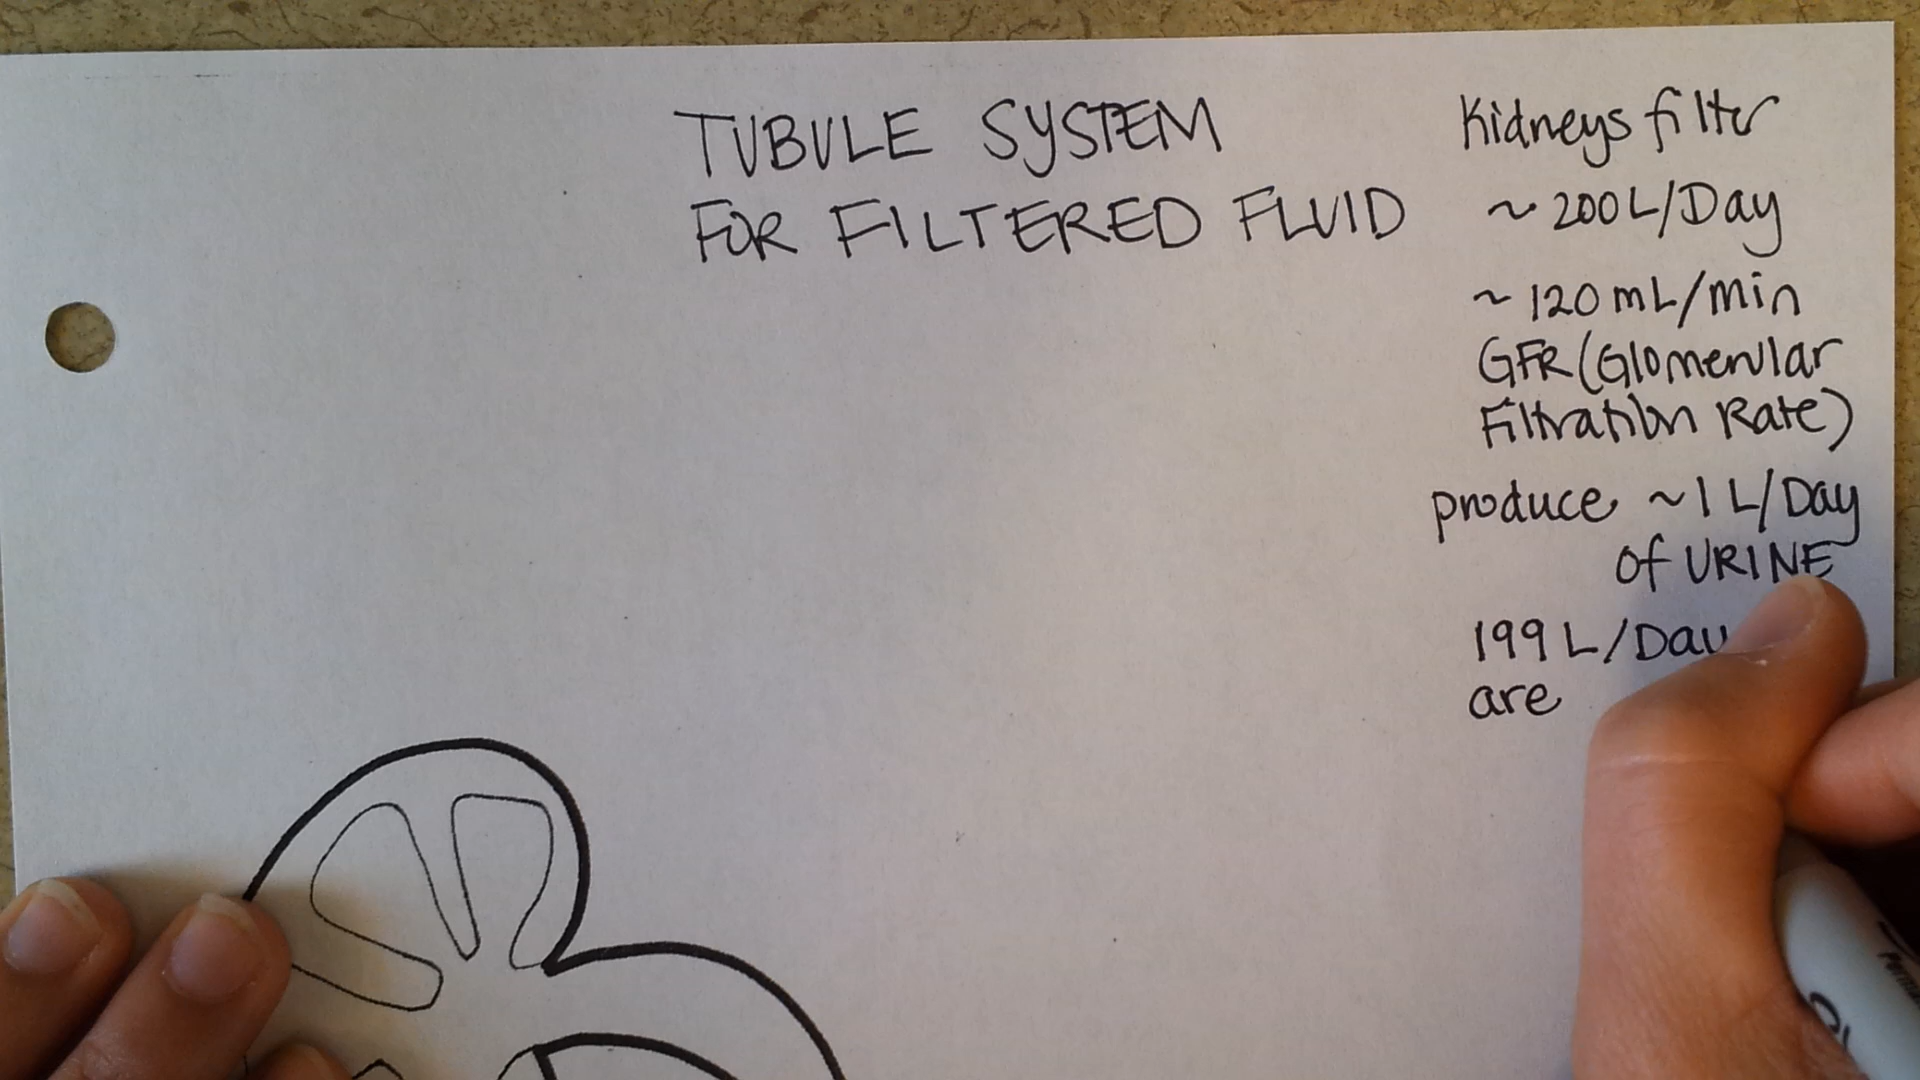 TUBULE SYSTEM
FOR FILTERED FLUID
Kidneys filter
~ 200L/Day
~ 120 mL/min
GFR (Glomerular
Filtration Rate)
produce ~1 L/Day
of URINE
199 L/Day
are